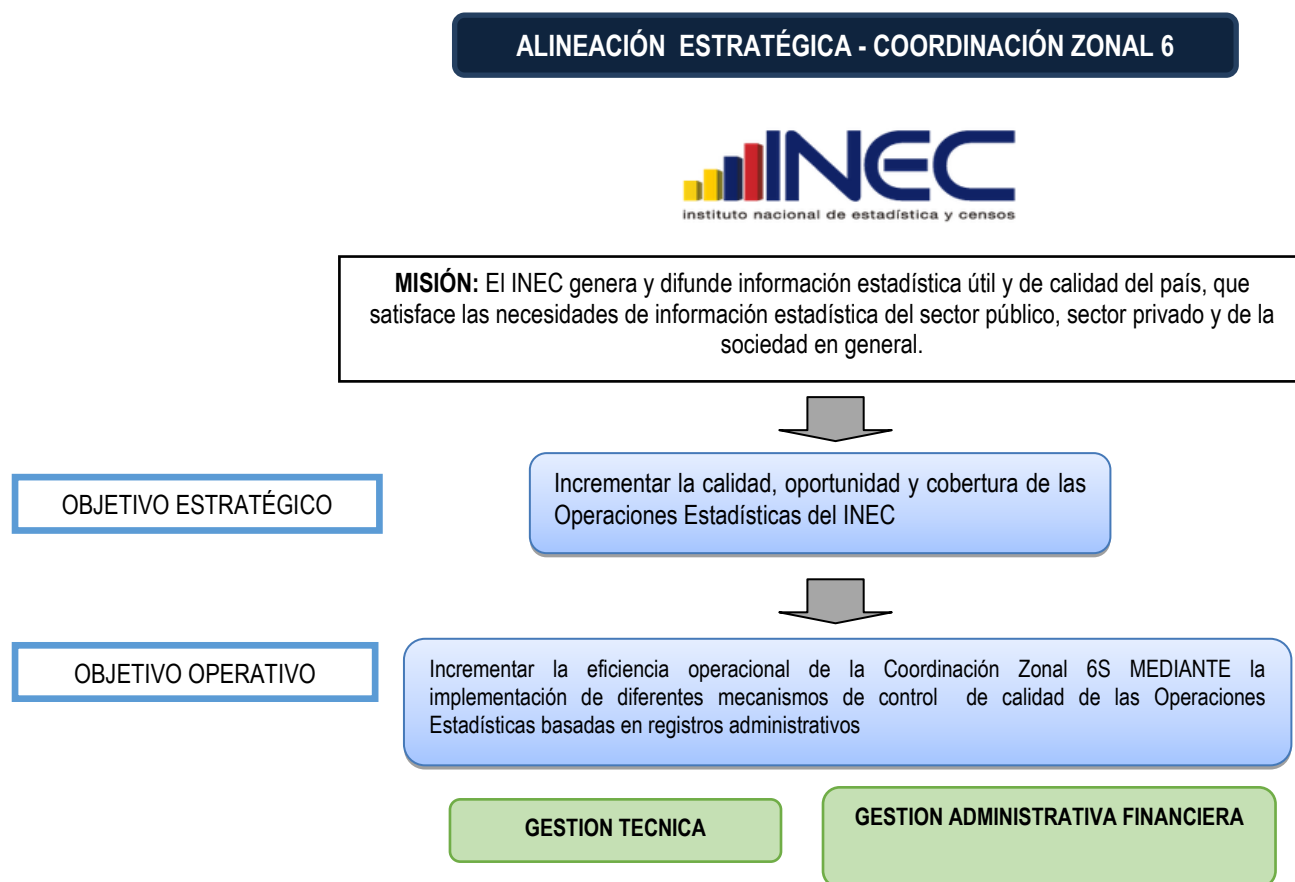 ALINEACIÓN ESTRATÉGICA - COORDINACIÓN ZONAL 6
INEC
instituto nacional de estadística y censos
MISIÓN: El INEC genera y difunde información estadística útil y de calidad del país, que
satisface las necesidades de información estadística del sector público, sector privado y de la
sociedad en general.
OBJETIVO ESTRATÉGICO
Incrementar la calidad, oportunidad y cobertura de las
Operaciones Estadísticas del INEC
OBJETIVO OPERATIVO
Incrementar la eficiencia operacional de la Coordinación Zonal 6S MEDIANTE la
implementación de diferentes mecanismos de control de calidad de las Operaciones
Estadísticas basadas en registros administrativos
GESTION TECNICA
GESTION ADMINISTRATIVA FINANCIERA